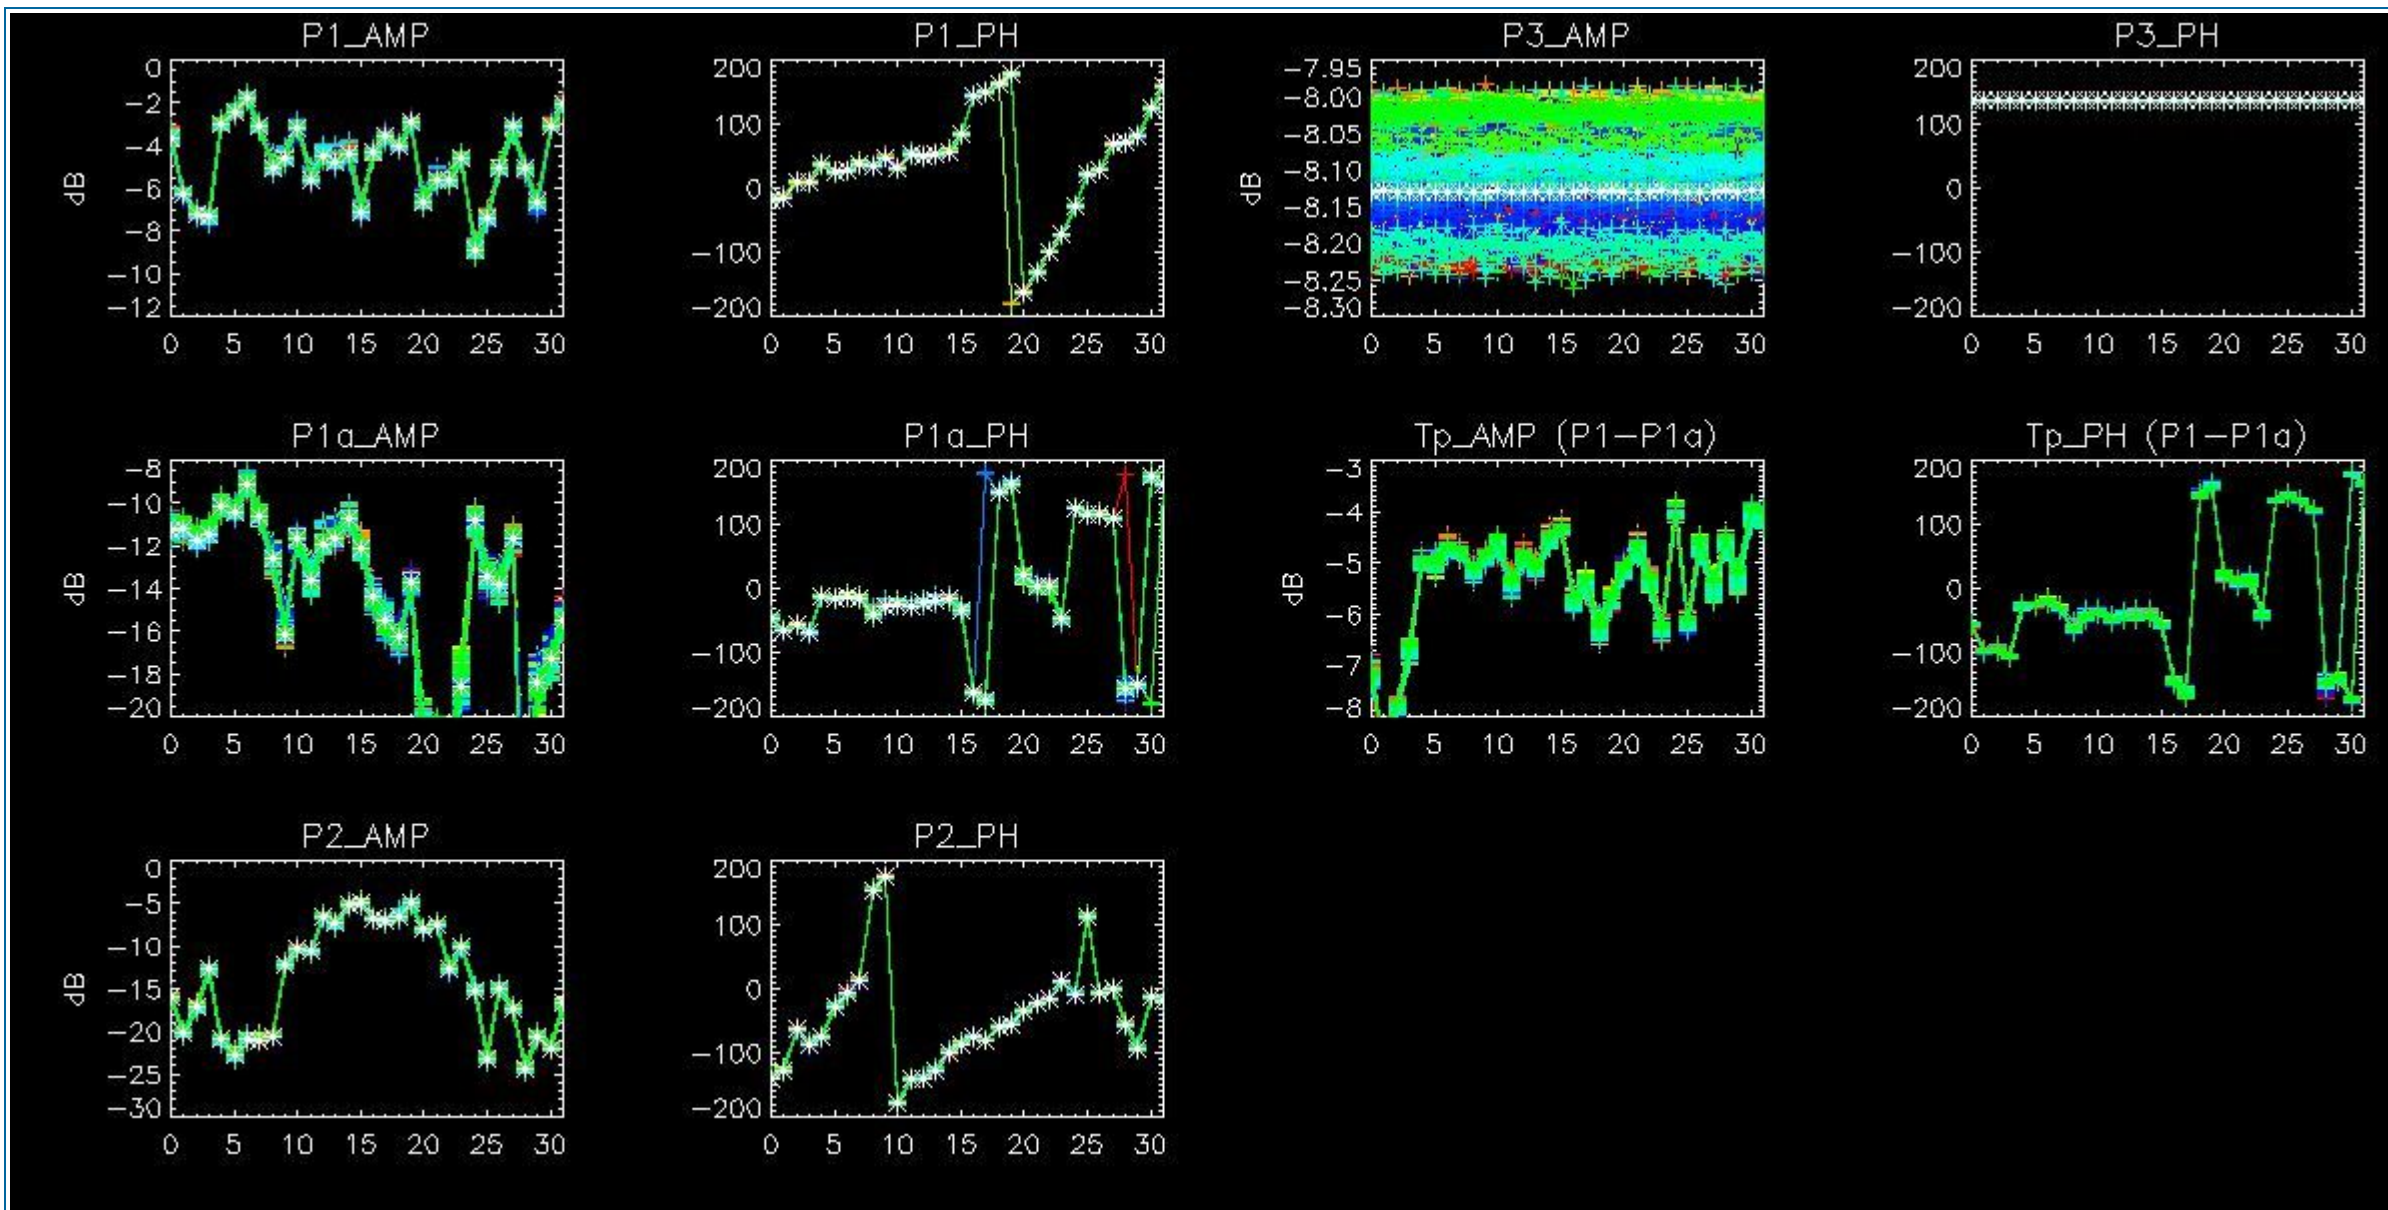 P1_AMP P1_PH P3_AMP P3_PH
0 200 -7.95 200
-2 -8.00
-4 100 -8.05 100
dB -6 0 dB -8.10 0
-8 -8.15
-10 -100 -8.20 -100
-8.25
-12 -200 -8.30 -200
0 5 10 15 20 25 30 0 5 10 15 20 25 30 0 5 10 15 20 25 30 0 5 10 15 20 25 30
P1a_AMP P1a_PH Tp_AMP (P1-P1a) Tp_PH (P1-P1a)
-8 200 -3 200
-10 100 -4 100
-12 -5
dB -14 0 dB 0
-16 -6
-18 -100 -7 -100
-20 -200 -8 -200
0 5 10 15 20 25 30 0 5 10 15 20 25 30 0 5 10 15 20 25 30 0 5 10 15 20 25 30
P2_AMP P2_PH
0 200
-5 100
-10
dB -15 0
-20 -100
-25
-30 -200
0 5 10 15 20 25 30 0 5 10 15 20 25 30